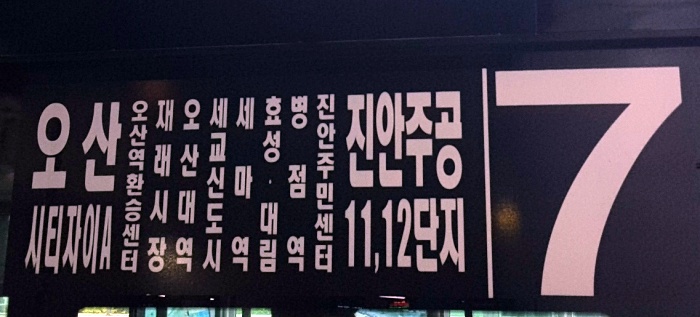 오산
시티자이A
오산역환승센터
재래시장
오산대역
세교신도시
세마역
효성·대림
병점역
진안주민센터
진안주공
11,12단지
7